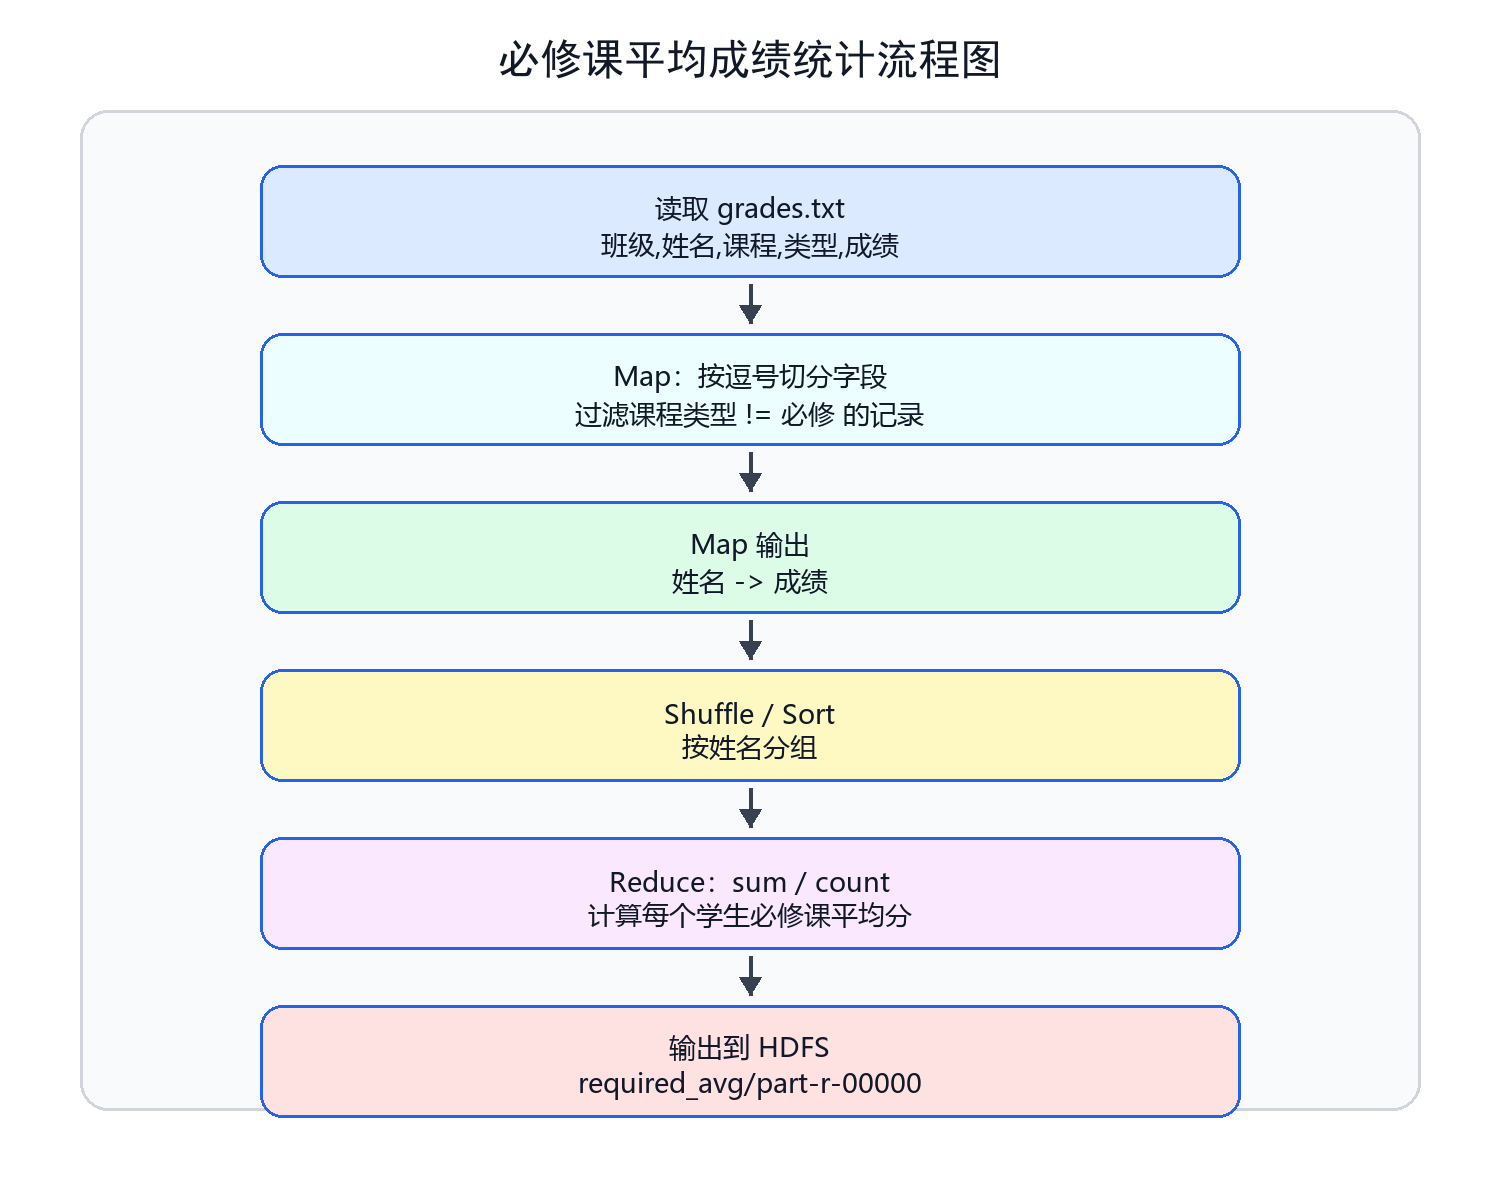 必修课平均成绩统计流程图
读取 grades.txt
班级,姓名,课程,类型,成绩
Map：按逗号切分字段
过滤课程类型 != 必修 的记录
Map 输出
姓名 -> 成绩
Shuffle / Sort
按姓名分组
Reduce：sum / count
计算每个学生必修课平均分
输出到 HDFS
required_avg/part-r-00000